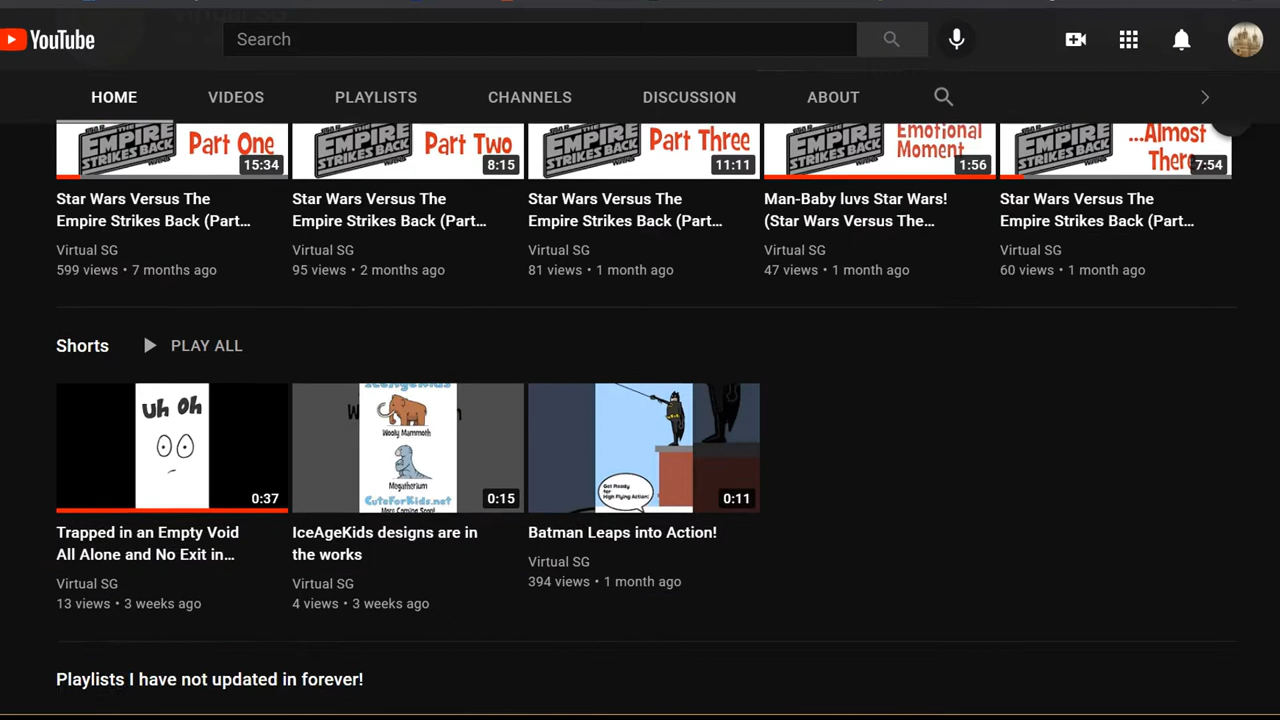 YouTube
Search
HOME
VIDEOS
PLAYLISTS
CHANNELS
DISCUSSION
ABOUT
THE
EMPIRE
STRIKES BACK
Part One
15:34
THE
EMPIRE
STRIKES BACK
Part Two
8:15
THE
EMPIRE
STRIKES BACK
Part Three
11:11
EMPIRE
STRIKES BACK
Emotional
Moment
1:56
THE
EMPIRE
STRIKES BACK
...Almost
There
7:54
Star Wars Versus The
Empire Strikes Back (Part...
Virtual SG
599 views • 7 months ago
Star Wars Versus The
Empire Strikes Back (Part...
Virtual SG
95 views • 2 months ago
Star Wars Versus The
Empire Strikes Back (Part...
Virtual SG
81 views • 1 month ago
Man-Baby luvs Star Wars!
(Star Wars Versus The...
Virtual SG
47 views • 1 month ago
Star Wars Versus The
Empire Strikes Back (Part...
Virtual SG
60 views • 1 month ago
Shorts
PLAY ALL
Uh Oh
0:37
IceAgeKids
Wooly Mammoth
Megatherium
CuteForKids.net
More Coming Soon!
0:15
Get Ready
for
High Flying Action!
0:11
Trapped in an Empty Void
All Alone and No Exit in...
Virtual SG
13 views • 3 weeks ago
IceAgeKids designs are in
the works
Virtual SG
4 views • 3 weeks ago
Batman Leaps into Action!
Virtual SG
394 views • 1 month ago
Playlists I have not updated in forever!